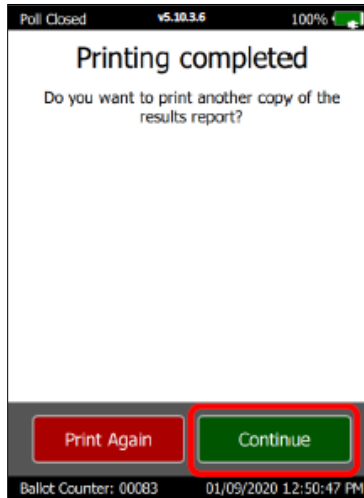 Poll Closed v5.10.3.6 100%
Printing completed
Do you want to print another copy of the
results report?
Print Again Continue
Ballot Counter: 00083 01/09/2020 12:50:47 PM